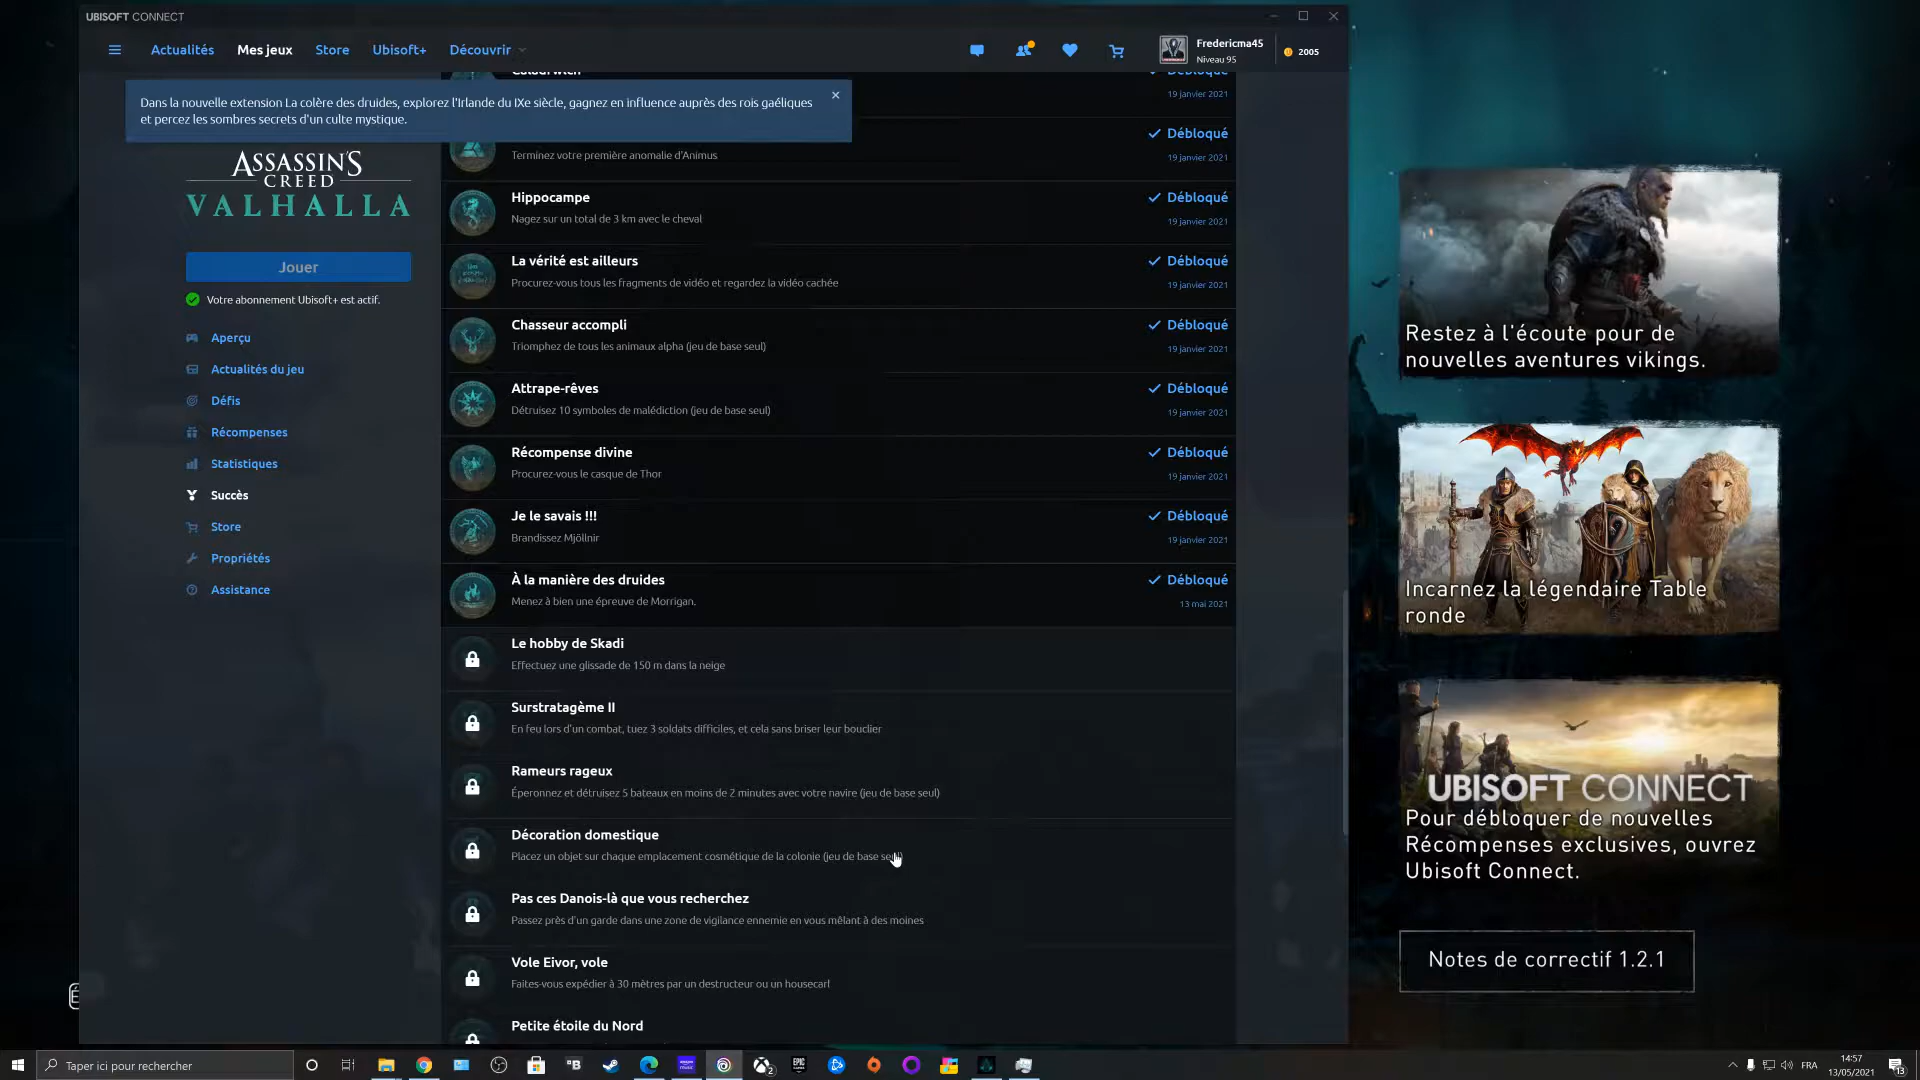 UBISOFT CONNECT
Actualités
Mes jeux
Store
Ubisoft+
Découvrir
Fredericma45
Niveau 95
2005
Dans la nouvelle extension La colère des druides, explorez l'Irlande du IXe siècle, gagnez en influence auprès des rois gaéliques
et percez les sombres secrets d'un culte mystique.
ASSASSIN'S
CREED
VALHALLA
Jouer
Votre abonnement Ubisoft+ est actif.
Aperçu
Actualités du jeu
Défis
Récompenses
Statistiques
Succès
Store
Propriétés
Assistance
Débloqué
19 janvier 2021
Terminez votre première anomalie d'Animus
Débloqué
19 janvier 2021
Hippocampe
Nagez sur un total de 3 km avec le cheval
Débloqué
19 janvier 2021
La vérité est ailleurs
Procurez-vous tous les fragments de vidéo et regardez la vidéo cachée
Débloqué
19 janvier 2021
Chasseur accompli
Triomphez de tous les animaux alpha (jeu de base seul)
Débloqué
19 janvier 2021
Attrape-rêves
Détruisez 10 symboles de malédiction (jeu de base seul)
Débloqué
19 janvier 2021
Récompense divine
Procurez-vous le casque de Thor
Débloqué
19 janvier 2021
Je le savais !!!
Brandissez Mjöllnir
Débloqué
19 janvier 2021
À la manière des druides
Menez à bien une épreuve de Morrigan.
Débloqué
13 mai 2021
Le hobby de Skadi
Effectuez une glissade de 150 m dans la neige
Surstratagème II
En feu lors d'un combat, tuez 3 soldats difficiles, et cela sans briser leur bouclier
Rameurs rageux
Éperonnez et détruisez 5 bateaux en moins de 2 minutes avec votre navire (jeu de base seul)
Décoration domestique
Placez un objet sur chaque emplacement cosmétique de la colonie (jeu de base seul)
Pas ces Danois-là que vous recherchez
Passez près d'un garde dans une zone de vigilance ennemie en vous mêlant à des moines
Vole Eivor, vole
Faites-vous expédier à 30 mètres par un destructeur ou un housecarl
Petite étoile du Nord
Restez à l'écoute pour de
nouvelles aventures vikings.
Incarnez la légendaire Table
ronde
UBISOFT CONNECT
Pour débloquer de nouvelles
Récompenses exclusives, ouvrez
Ubisoft Connect.
Notes de correctif 1.2.1
Taper ici pour rechercher
FRA
14:57
13/05/2021
13